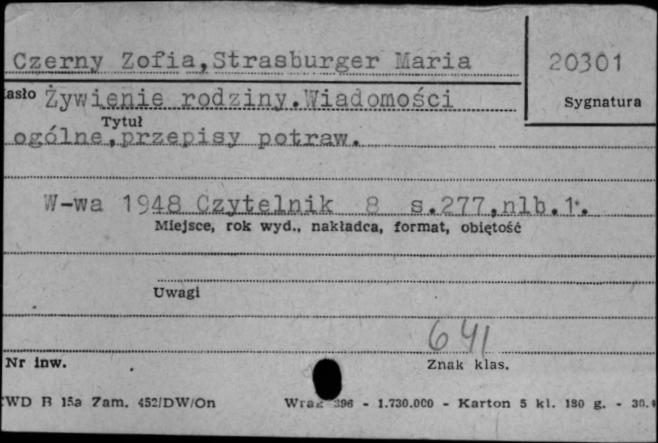 Czerny Zofia, Strasburger Maria
20301
asło Żywienie rodziny. Wiadomości
Sygnatura
Tytuł
ogólne, przepisy potraw.
W-wa 1948 Czytelnik 8 s.277,nlb.1.
Miejsce, rok wyd., nakładca, format, objętość
Uwagi
641
Nr inw.
Znak klas.
WD B 15a Zam. 452/DW/On 396 - 1.730.000 - Karton 5 kl. 180 g. - 30.